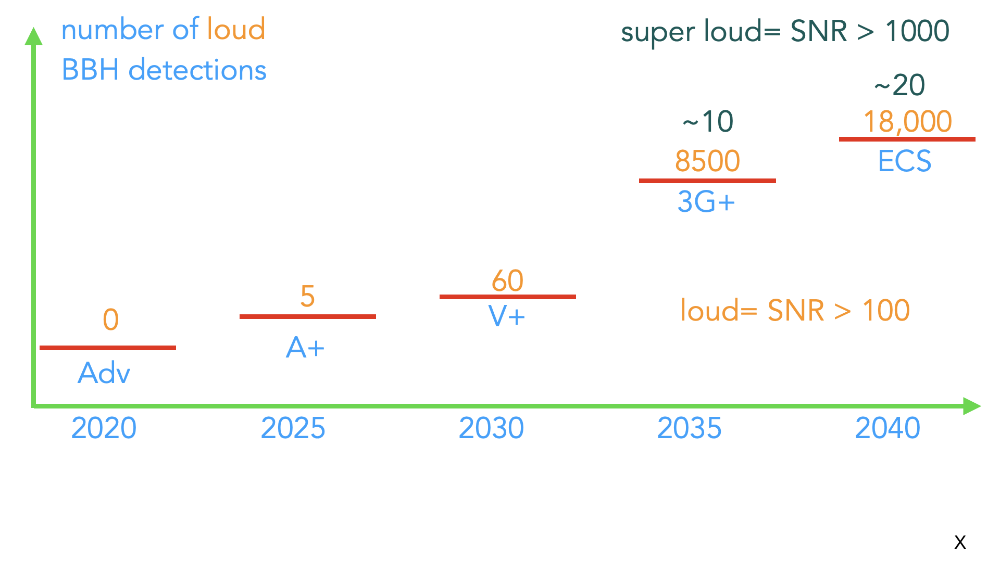 number of loud
BBH detections
super loud= SNR > 1000
~20
18,000
ECS
~10
8500
3G+
60
V+
5
A+
0
Adv
loud= SNR > 100
2020
2025
2030
2035
2040
X